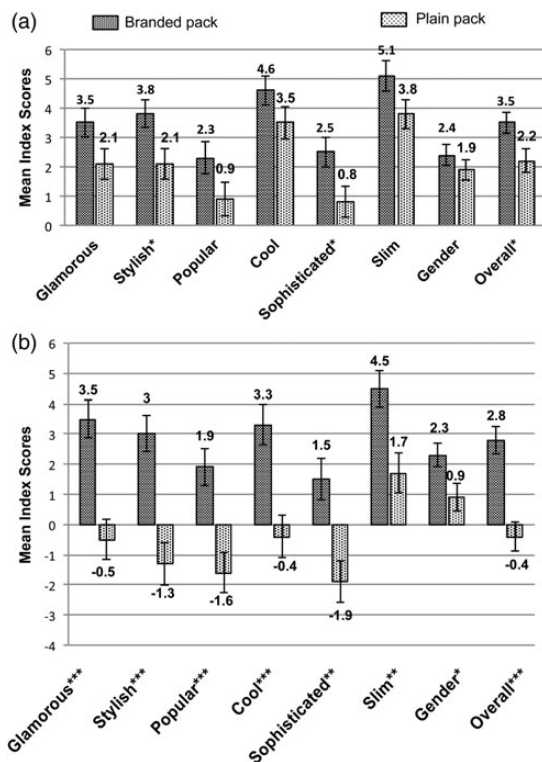 (a)
Branded pack
Plain pack
Mean Index Scores
6
5
4
3
2
1
0
3.5
2.1
3.8
2.1
2.3
0.9
4.6
3.5
2.5
0.8
5.1
3.8
2.4
1.9
3.5
2.2
Glamorous
Stylish*
Popular
Cool
Sophisticated*
Slim
Gender
Overall*
(b)
Mean Index Scores
6
5
4
3
2
1
0
-1
-2
-3
-4
3.5
-0.5
3
-1.3
1.9
-1.6
3.3
-0.4
1.5
-1.9
4.5
1.7
2.3
0.9
2.8
-0.4
Glamorous***
Stylish***
Popular***
Cool***
Sophisticated**
Slim**
Gender*
Overall***